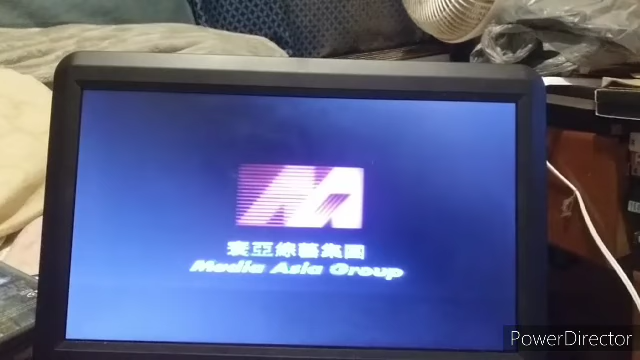 寰亞綜藝集團
Media Asia Group
PowerDirector